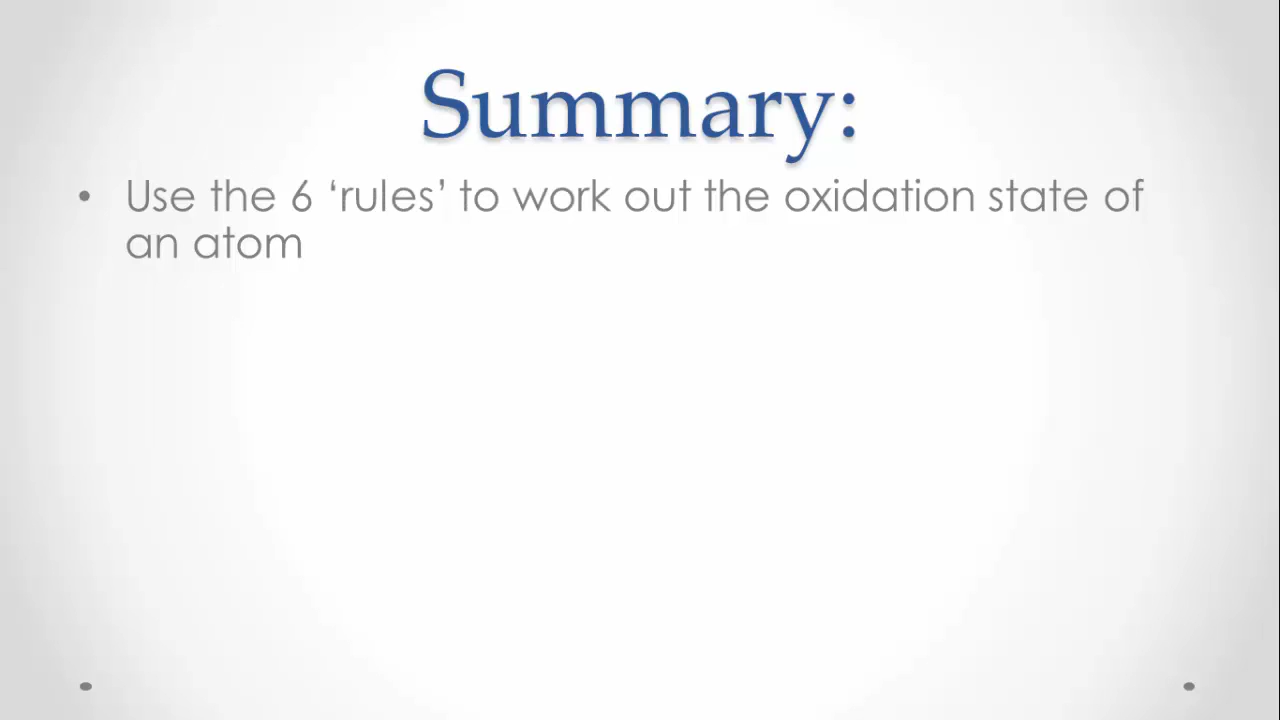 Summary:
• Use the 6 ‘rules’ to work out the oxidation state of
an atom